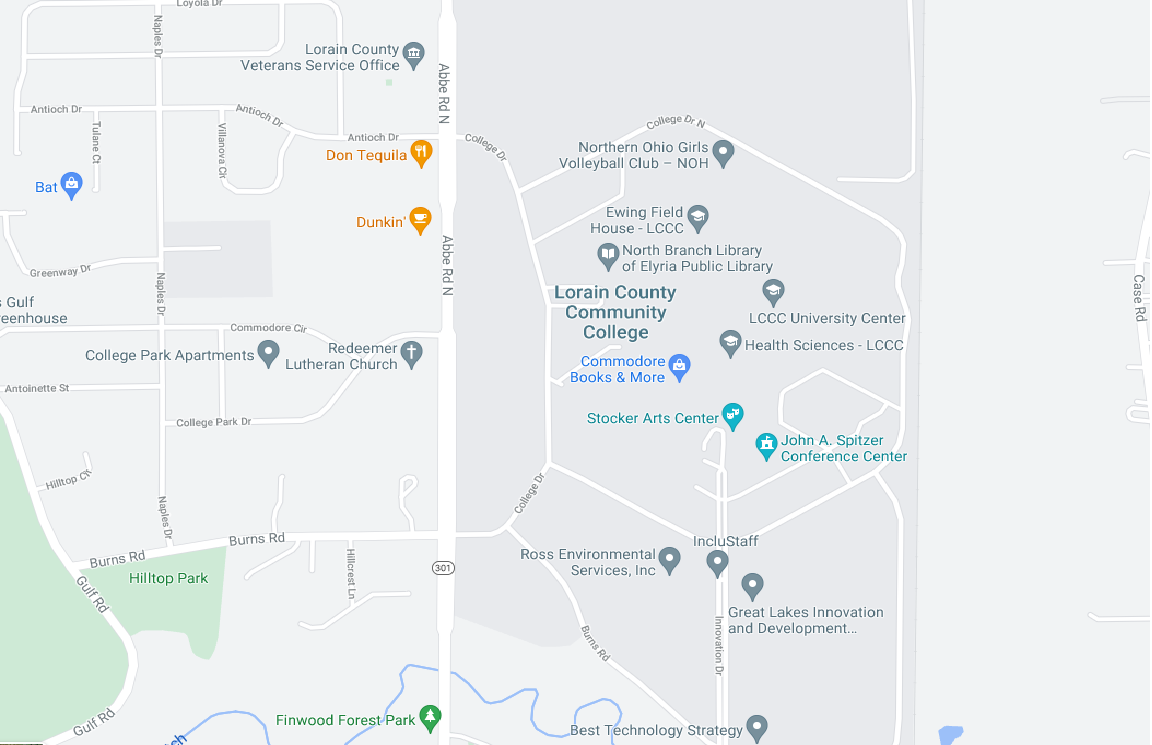 Loyola Dr
Naples Dr
Lorain County
Veterans Service Office
Abbe Rd N
Antioch Dr
Antioch Dr
Antioch Dr
Tulane Ct
Villanova Cir
College Dr
College Dr N
Don Tequila
Northern Ohio Girls
Volleyball Club – NOH
Bat
Dunkin'
Ewing Field
House - LCCC
North Branch Library
of Elyria Public Library
Abbe Rd N
Greenway Dr
Naples Dr
Case Rd
s Gulf
reenhouse
Lorain County
Community
College
LCCC University Center
Commodore Cir
College Park Apartments
Redeemer
Lutheran Church
Health Sciences - LCCC
Commodore
Books & More
Antoinette St
College Park Dr
Stocker Arts Center
John A. Spitzer
Conference Center
Hilltop Ct
Naples Dr
College Dr
Burns Rd
Burns Rd
Hillcrest Ln
301
IncluStaff
Ross Environmental
Services, Inc
Hilltop Park
Gulf Rd
Great Lakes Innovation
and Development...
Innovation Dr
Burns Rd
Gulf Rd
Finwood Forest Park
Best Technology Strategy